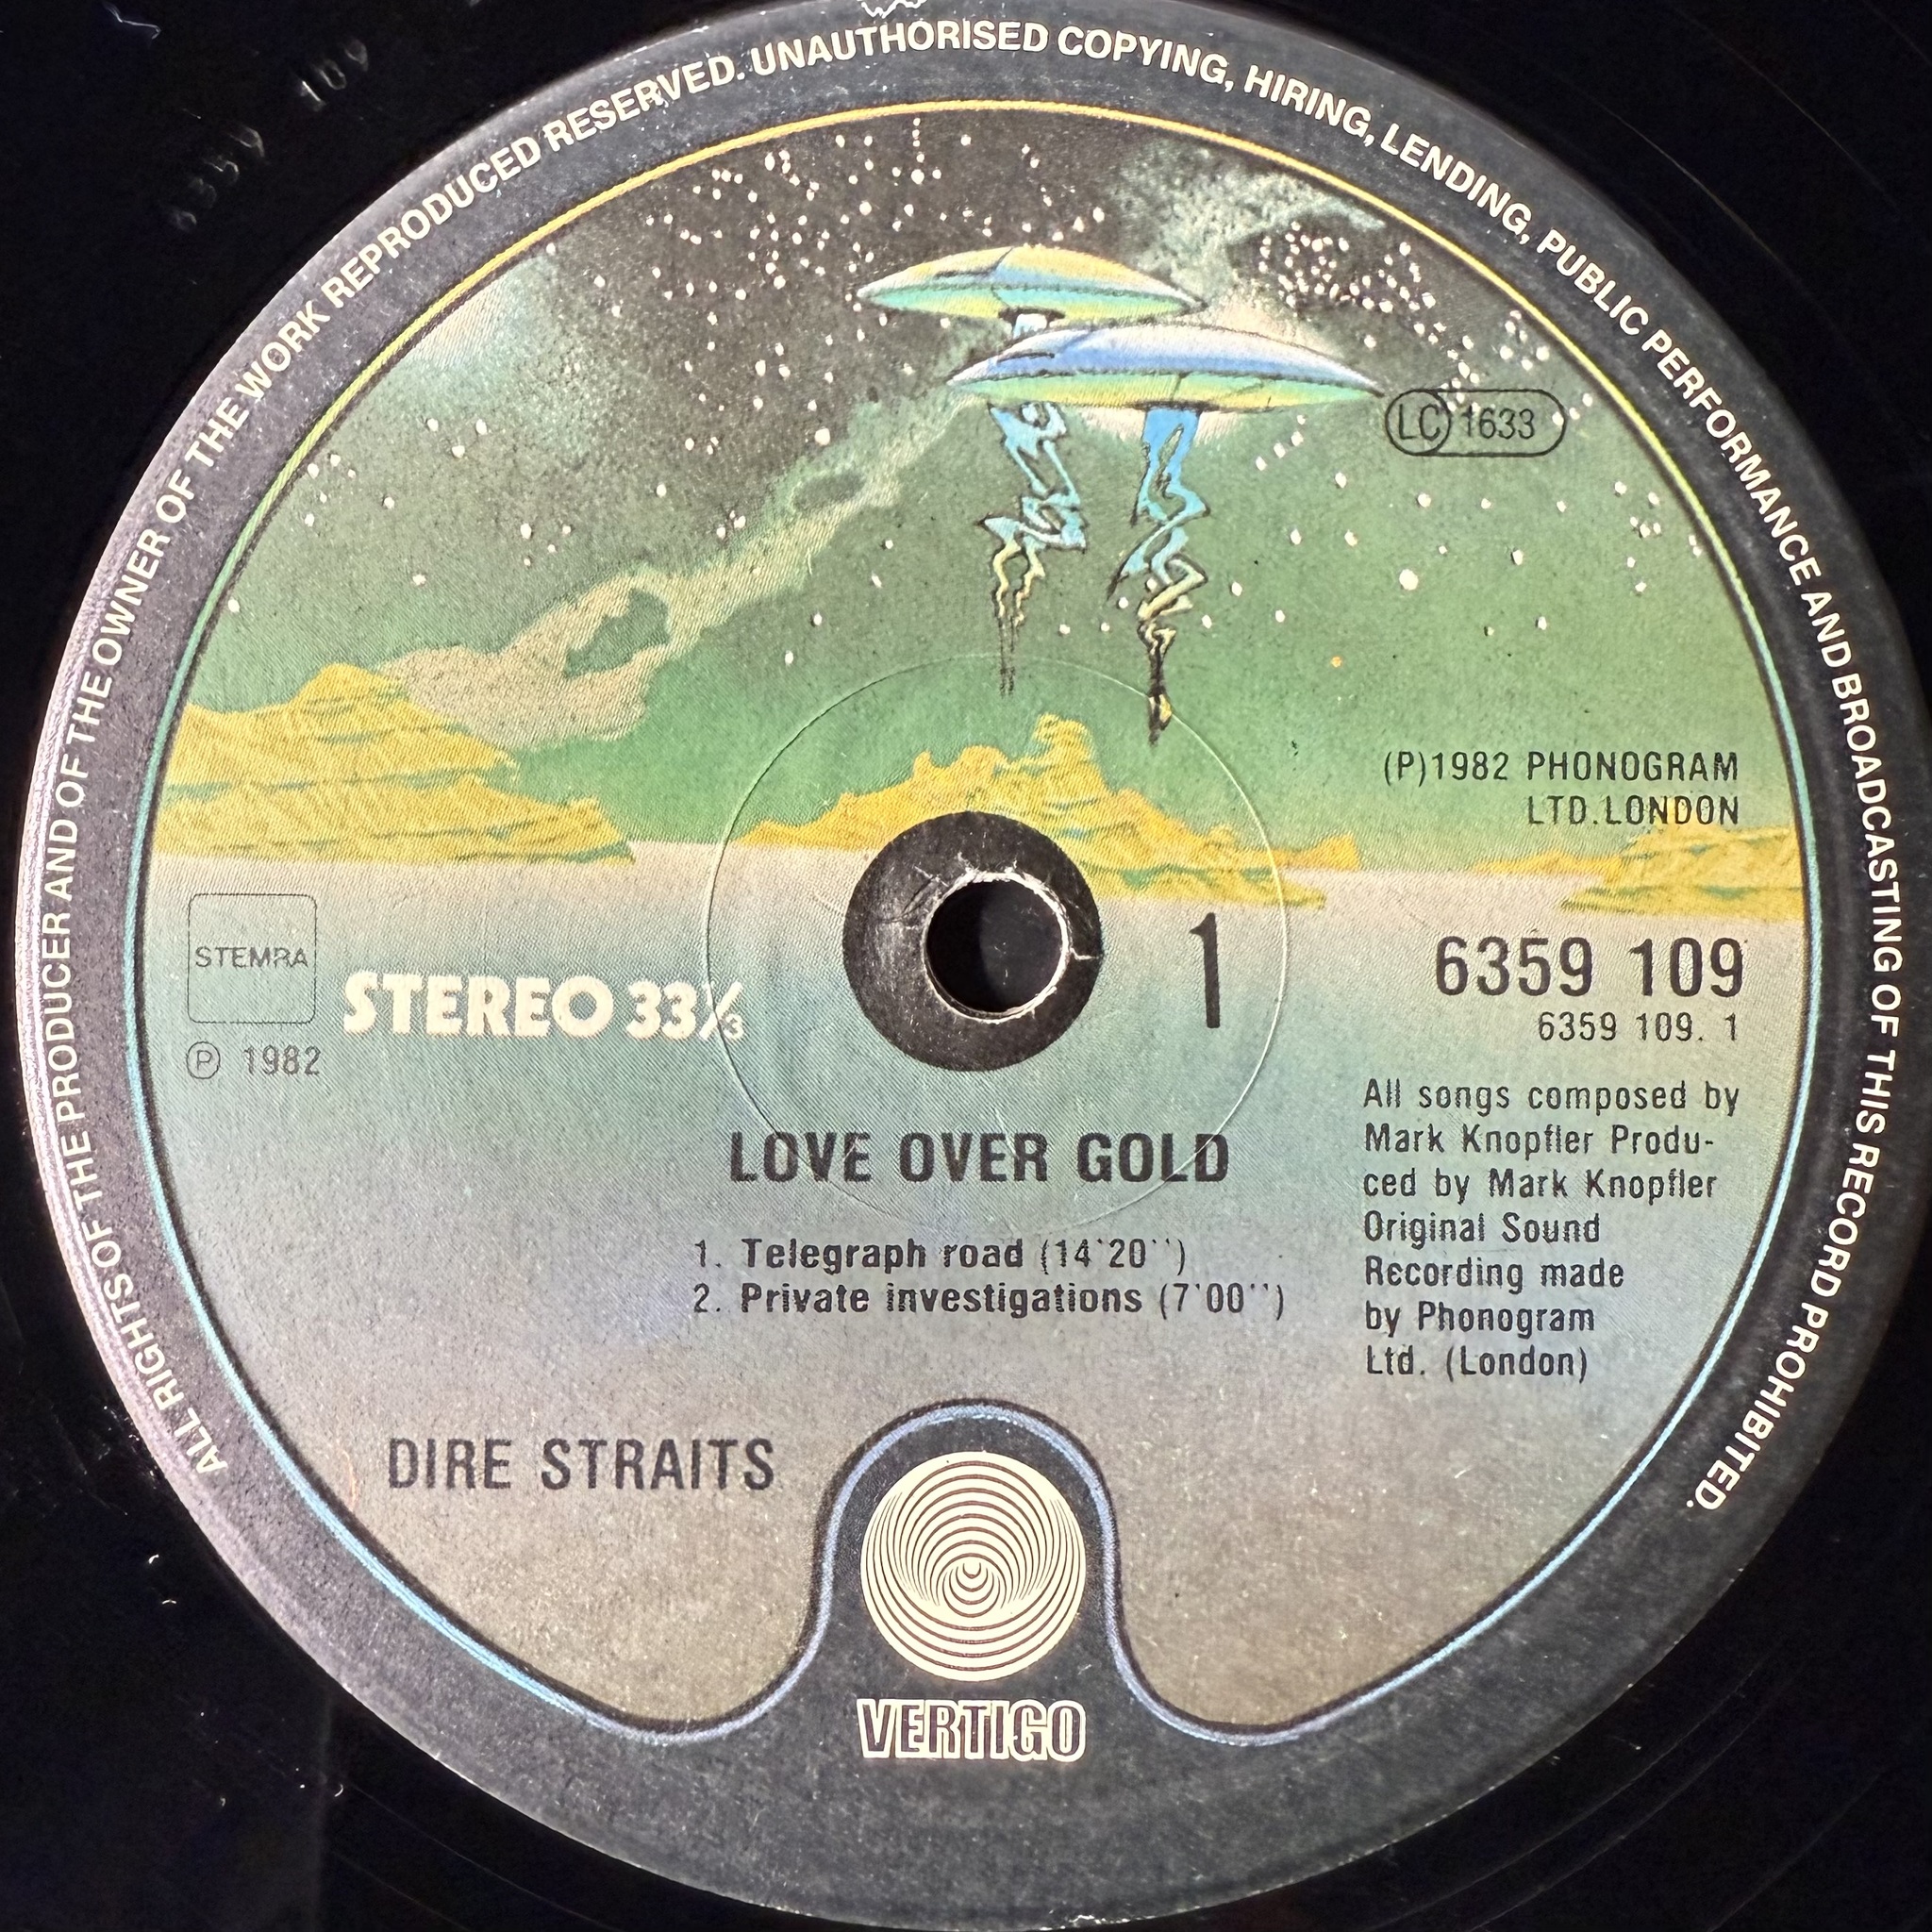 ALL RIGHTS OF THE PRODUCER AND OF THE OWNER OF THE WORK REPRODUCED RESERVED. UNAUTHORISED COPYING, HIRING, LENDING, PUBLIC PERFORMANCE AND BROADCASTING OF THIS RECORD PROHIBITED.
LC 1633
(P)1982 PHONOGRAM
LTD.LONDON
STEMRA
STEREO 33⅓
Ⓟ 1982
1
6359 109
6359 109. 1
All songs composed by
Mark Knopfler Produ-
ced by Mark Knopfler
Original Sound
Recording made
by Phonogram
Ltd. (London)
LOVE OVER GOLD
1. Telegraph road (14'20'')
2. Private investigations (7'00'')
DIRE STRAITS
VERTIGO